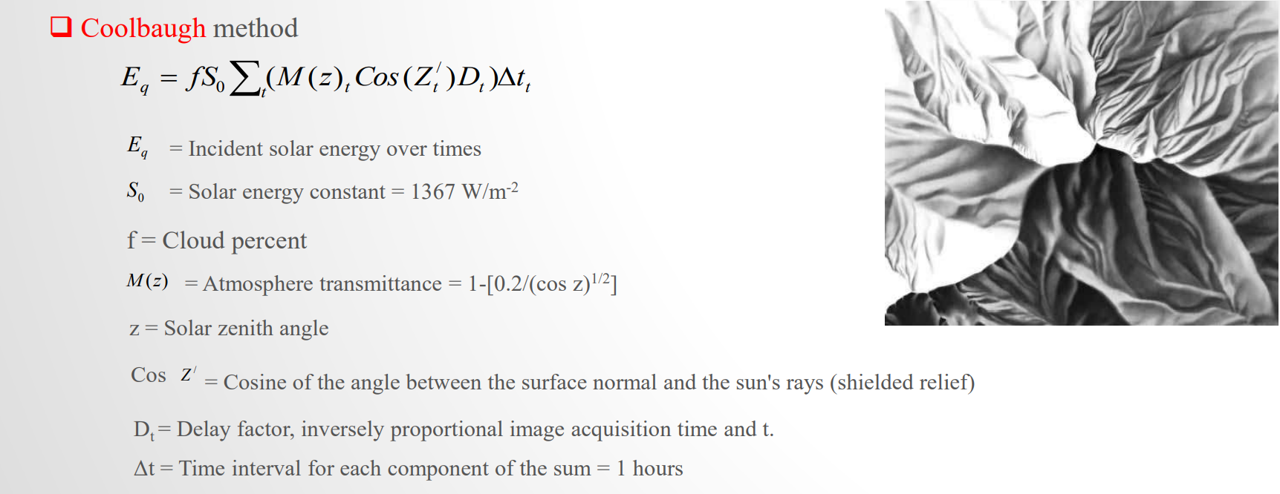 ❑ Coolbaugh method
E_q = fS_0 ∑_t (M(z)_t Cos(Z_t^/)D_t)Δt_t
E_q = Incident solar energy over times
S_0 = Solar energy constant = 1367 W/m^-2
f = Cloud percent
M(z) = Atmosphere transmittance = 1-[0.2/(cos z)^1/2]
z = Solar zenith angle
Cos Z^/ = Cosine of the angle between the surface normal and the sun's rays (shielded relief)
D_t = Delay factor, inversely proportional image acquisition time and t.
Δt = Time interval for each component of the sum = 1 hours